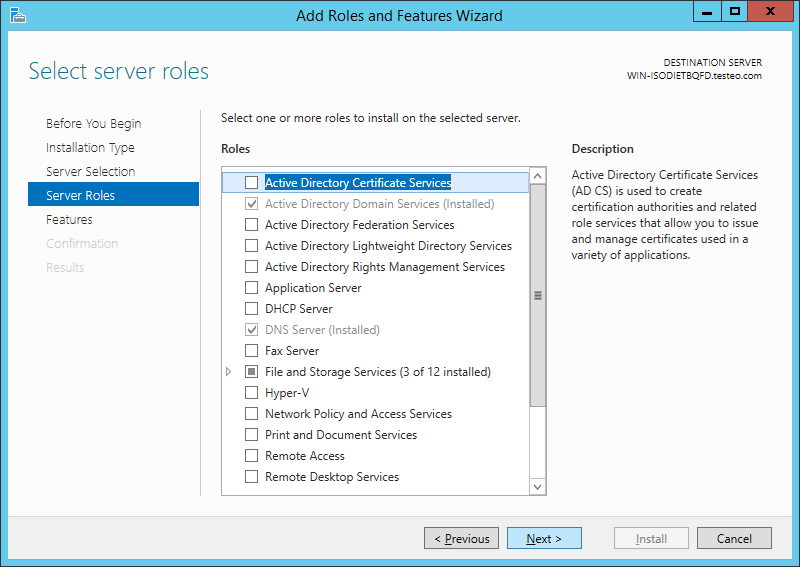 Add Roles and Features Wizard
Select server roles
DESTINATION SERVER
WIN-ISODIETBQFD.testeo.com
Before You Begin
Installation Type
Server Selection
Server Roles
Features
Confirmation
Results
Select one or more roles to install on the selected server.
Roles
Active Directory Certificate Services
Active Directory Domain Services (Installed)
Active Directory Federation Services
Active Directory Lightweight Directory Services
Active Directory Rights Management Services
Application Server
DHCP Server
DNS Server (Installed)
Fax Server
File and Storage Services (3 of 12 installed)
Hyper-V
Network Policy and Access Services
Print and Document Services
Remote Access
Remote Desktop Services
Description
Active Directory Certificate Services
(AD CS) is used to create
certification authorities and related
role services that allow you to issue
and manage certificates used in a
variety of applications.
< Previous
Next >
Install
Cancel